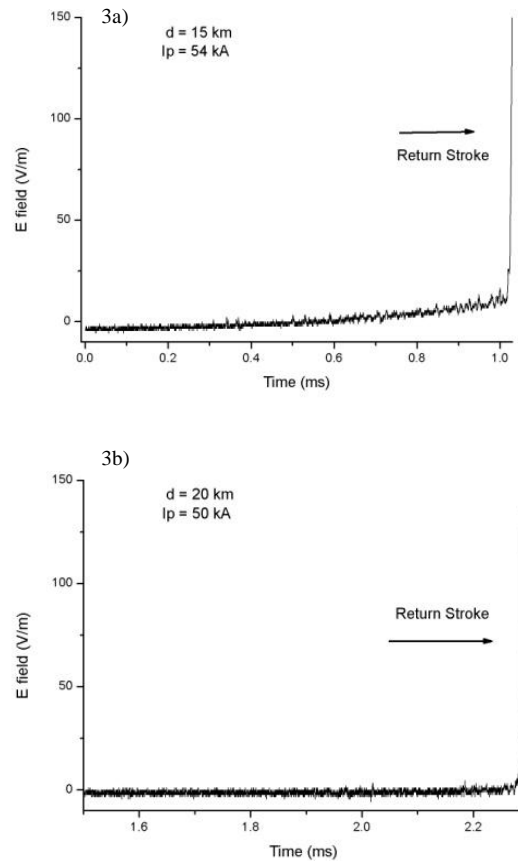 3a)
d = 15 km
Ip = 54 kA
150
100
50
0
E field (V/m)
Return Stroke
0.0 0.2 0.4 0.6 0.8 1.0
Time (ms)
3b)
d = 20 km
Ip = 50 kA
150
100
50
0
E field (V/m)
Return Stroke
1.6 1.8 2.0 2.2
Time (ms)